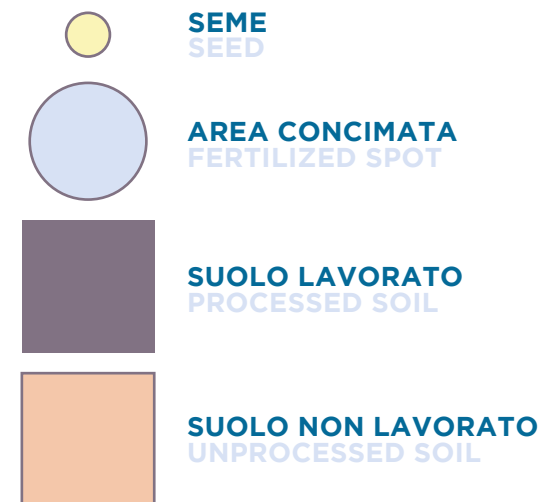 SEME
SEED
AREA CONCIMATA
FERTILIZED SPOT
SUOLO LAVORATO
PROCESSED SOIL
SUOLO NON LAVORATO
UNPROCESSED SOIL